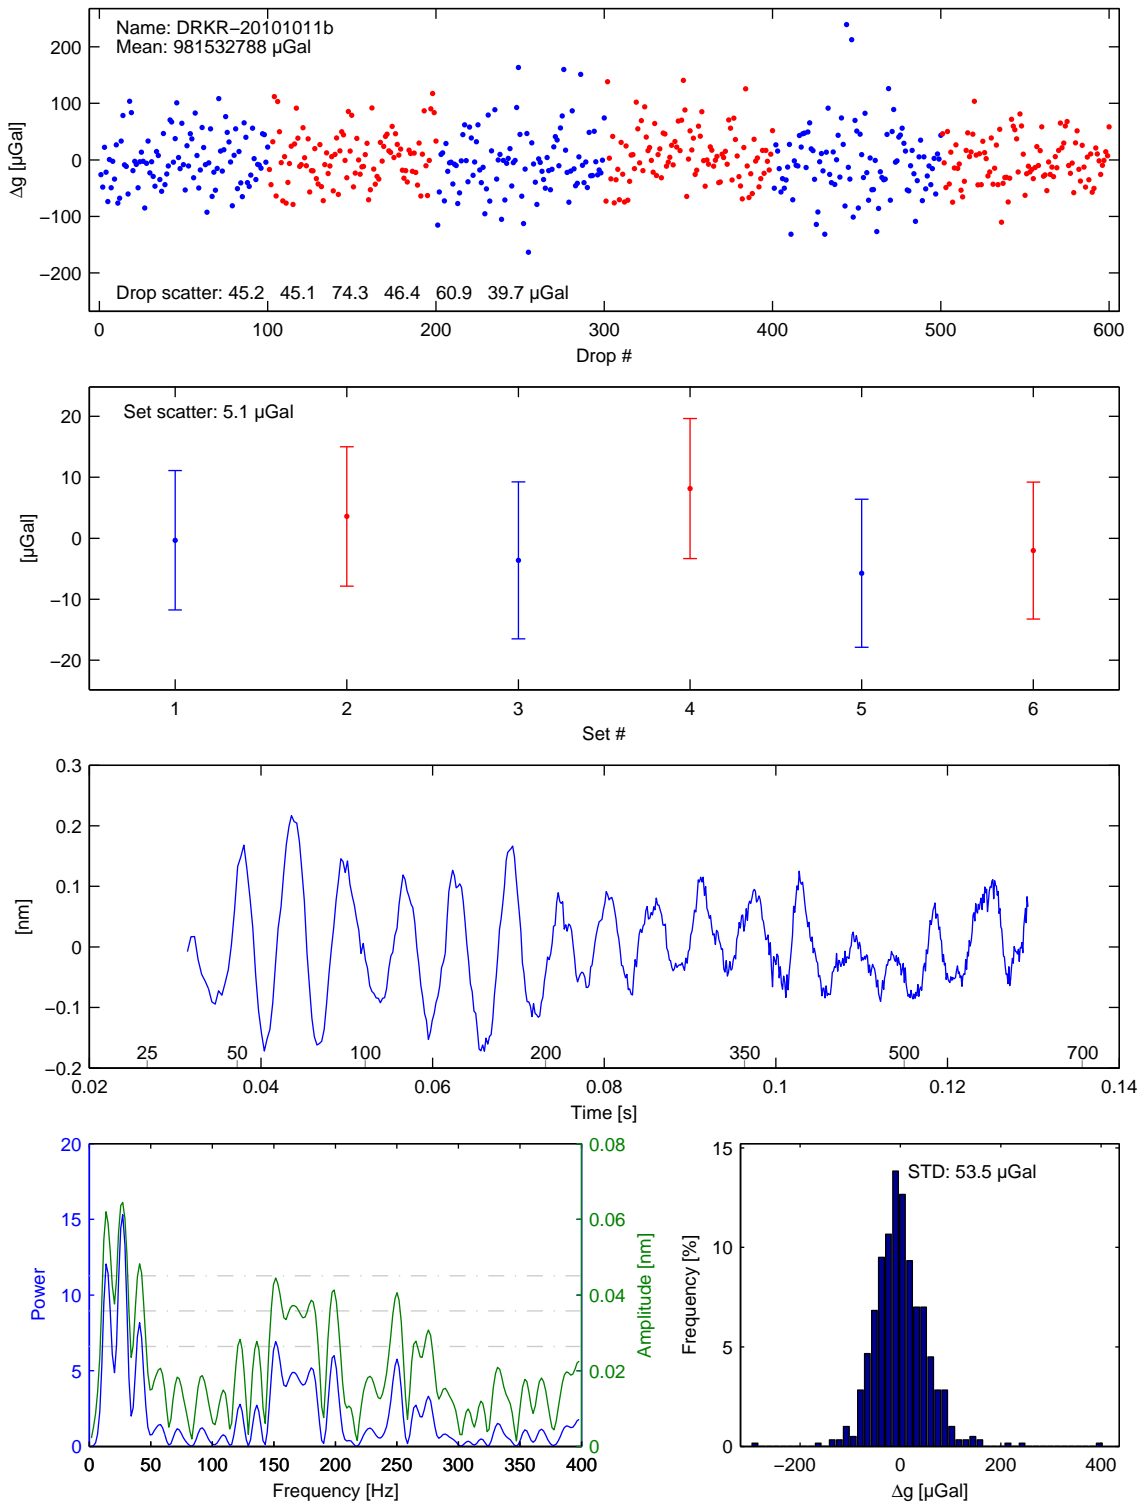 Name: DRKR−20101011b
Mean: 981532788 µGal
200
100
0
−100
−200
Δg [µGal]
Drop scatter: 45.2 45.1 74.3 46.4 60.9 39.7 µGal
0 100 200 300 400 500 600
Drop #
Set scatter: 5.1 µGal
20
10
0
−10
−20
[µGal]
1 2 3 4 5 6
Set #
0.3
0.2
0.1
0
−0.1
−0.2
[nm]
25 50 100 200 350 500 700
0.02 0.04 0.06 0.08 0.1 0.12 0.14
Time [s]
20
15
10
5
0
Power
0.08
0.06
0.04
0.02
0
Amplitude [nm]
0 50 100 150 200 250 300 350 400
Frequency [Hz]
STD: 53.5 µGal
15
10
5
0
Frequency [%]
−200 0 200 400
Δg [µGal]